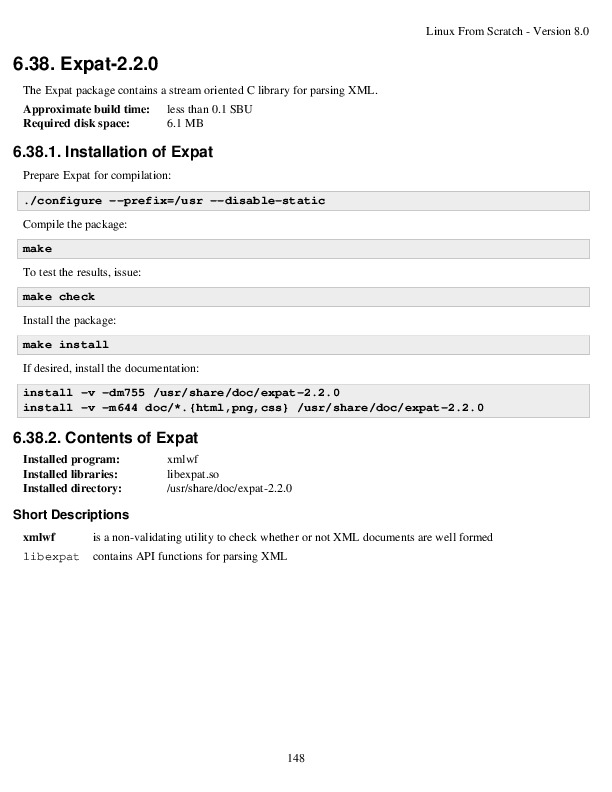 Linux From Scratch - Version 8.0
6.38. Expat-2.2.0
The Expat package contains a stream oriented C library for parsing XML.
Approximate build time: less than 0.1 SBU
Required disk space: 6.1 MB
6.38.1. Installation of Expat
Prepare Expat for compilation:
./configure --prefix=/usr --disable-static
Compile the package:
make
To test the results, issue:
make check
Install the package:
make install
If desired, install the documentation:
install -v -dm755 /usr/share/doc/expat-2.2.0
install -v -m644 doc/*.{html,png,css} /usr/share/doc/expat-2.2.0
6.38.2. Contents of Expat
Installed program: xmlwf
Installed libraries: libexpat.so
Installed directory: /usr/share/doc/expat-2.2.0
Short Descriptions
xmlwf is a non-validating utility to check whether or not XML documents are well formed
libexpat contains API functions for parsing XML
148